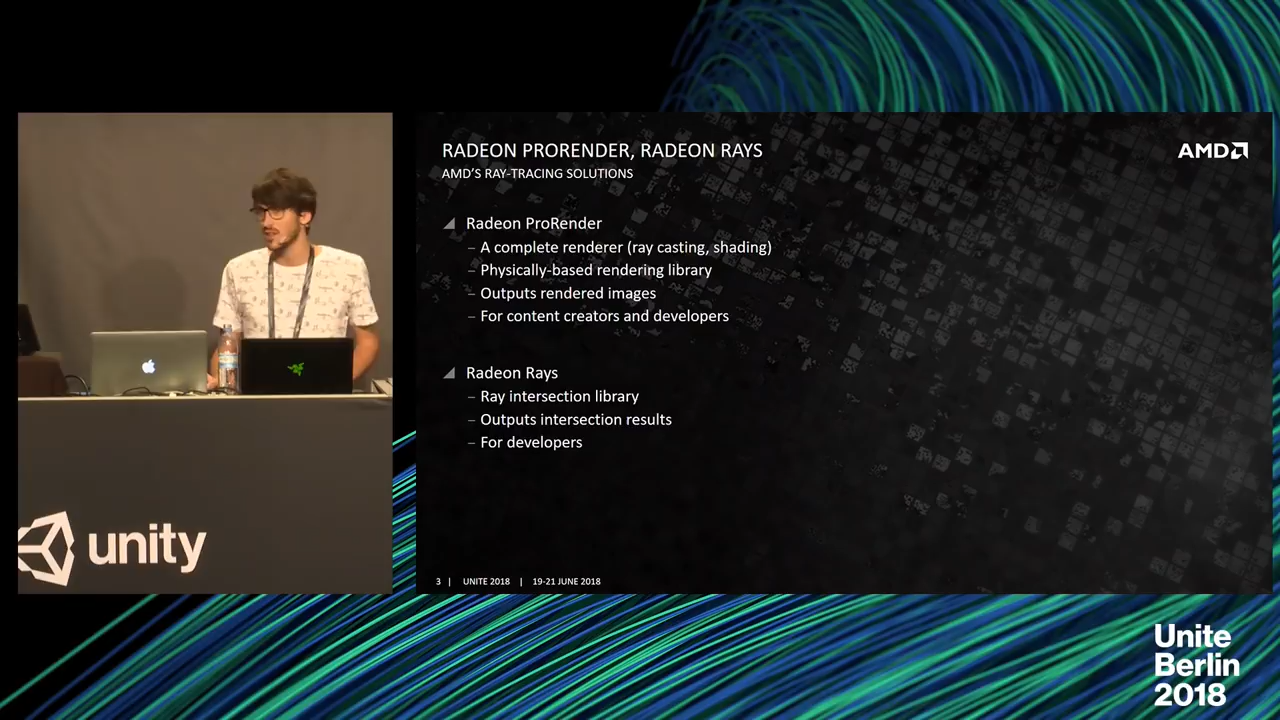 RADEON PRORENDER, RADEON RAYS
AMD'S RAY-TRACING SOLUTIONS
AMD
Radeon ProRender
– A complete renderer (ray casting, shading)
– Physically-based rendering library
– Outputs rendered images
– For content creators and developers
Radeon Rays
– Ray intersection library
– Outputs intersection results
– For developers
3 | UNITE 2018 | 19-21 JUNE 2018
unity
Unite
Berlin
2018